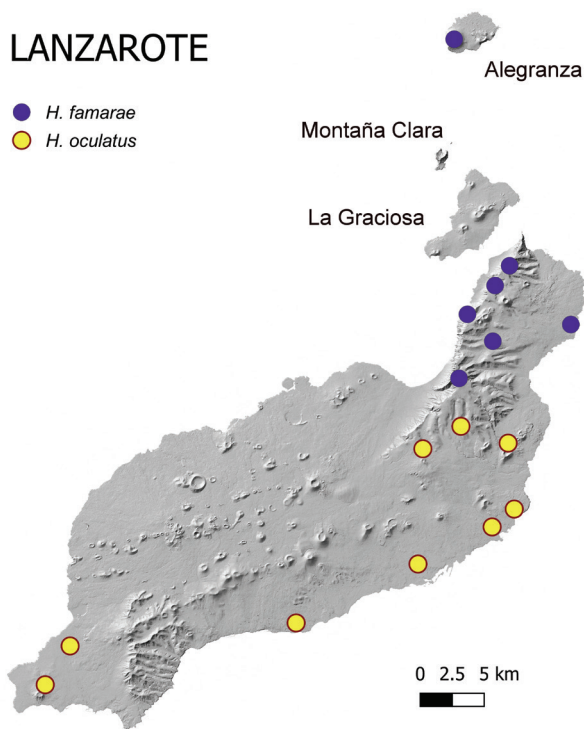 LANZAROTE
Alegranza
H. famarae
H. oculatus
Montaña Clara
La Graciosa
0 2.5 5 km